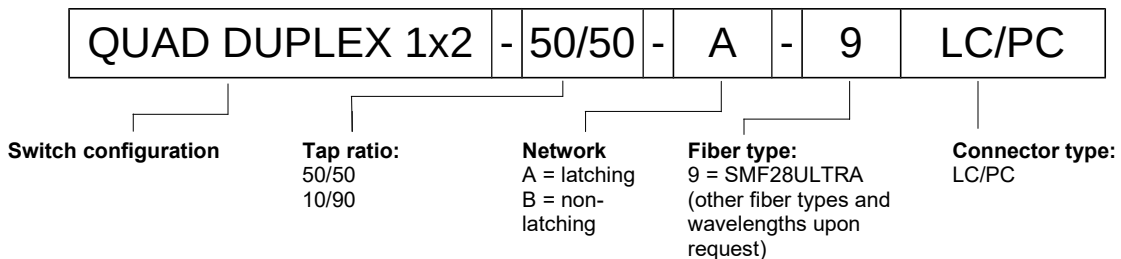 QUAD DUPLEX 1x2 - 50/50 - A - 9 LC/PC
Switch configuration
Tap ratio:
50/50
10/90
Network
A = latching
B = non-
latching
Fiber type:
9 = SMF28ULTRA
(other fiber types and
wavelengths upon
request)
Connector type:
LC/PC